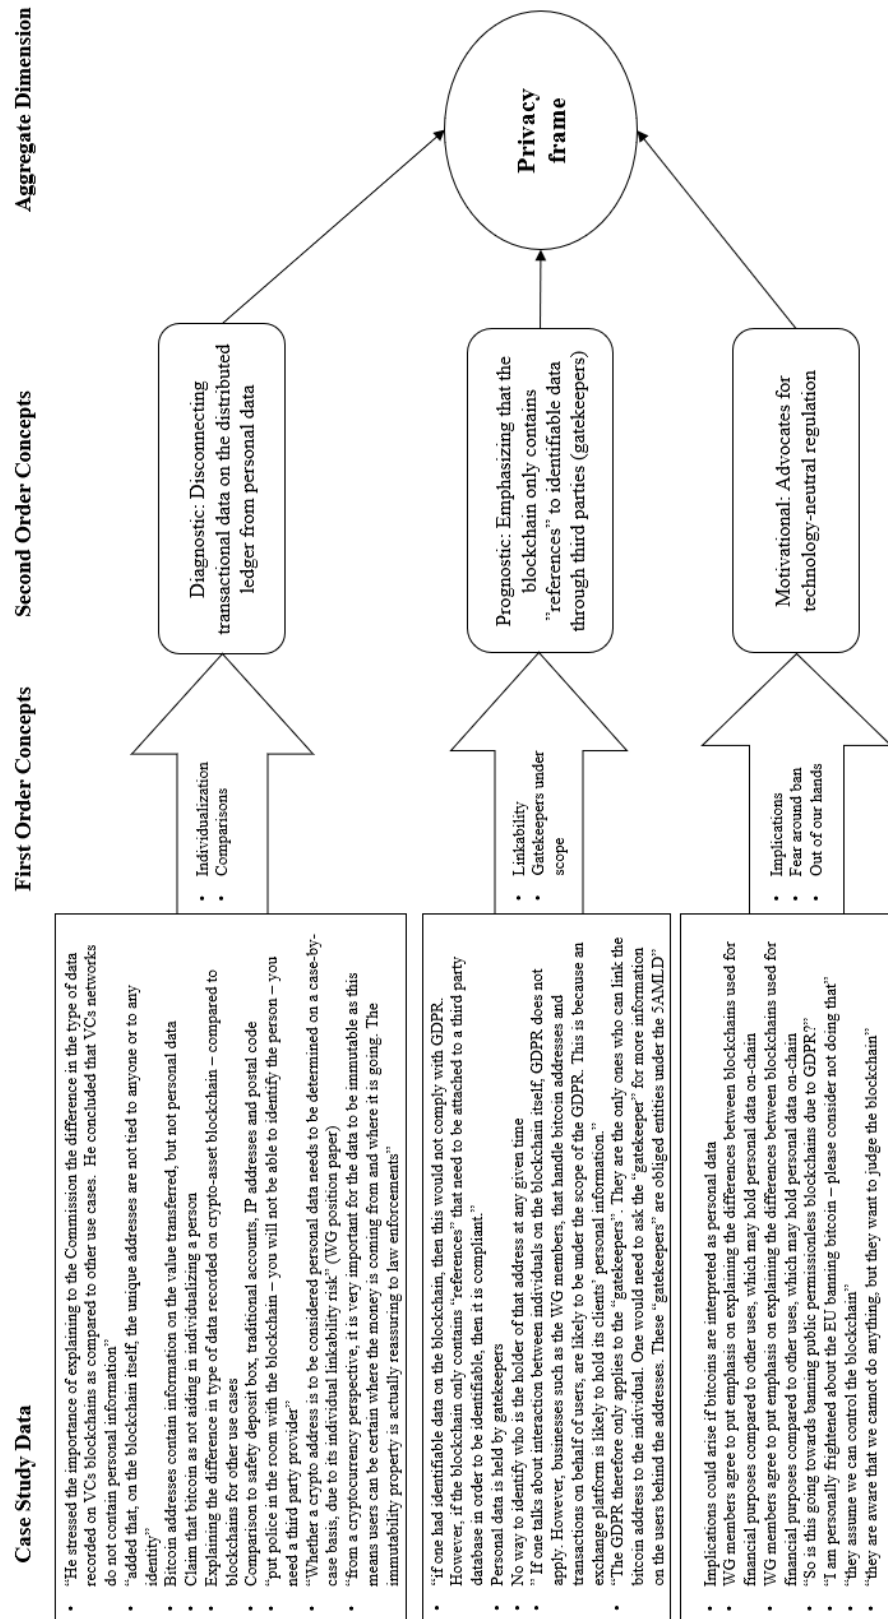 Case Study Data
First Order Concepts
Second Order Concepts
Aggregate Dimension
• “He stressed the importance of explaining to the Commission the difference in the type of data
recorded on VCs blockchains as compared to other use cases. He concluded that VCs networks
do not contain personal information”
• “added that, on the blockchain itself, the unique addresses are not tied to anyone or to any
identity”
• Bitcoin addresses contain information on the value transferred, but not personal data
• Claim that bitcoin as not aiding in individualizing a person
• Explaining the difference in type of data recorded on crypto-asset blockchain – compared to
blockchains for other use cases
• Comparison to safety deposit box, traditional accounts, IP addresses and postal code
• “put police in the room with the blockchain – you will not be able to identify the person – you
need a third party provider”
• “Whether a crypto address is to be considered personal data needs to be determined on a case-by-
case basis, due to its individual linkability risk” (WG position paper)
• “from a cryptocurrency perspective, it is very important for the data to be immutable as this
means users can be certain where the money is coming from and where it is going. The
immutability property is actually reassuring to law enforcements”
• Individualization
• Comparisons
Diagnostic: Disconnecting
transactional data on the distributed
ledger from personal data
• “if one had identifiable data on the blockchain, then this would not comply with GDPR.
However, if the blockchain only contains “references” that need to be attached to a third party
database in order to be identifiable, then it is compliant.”
• Personal data is held by gatekeepers
• No way to identify who is the holder of that address at any given time
• ” If one talks about interaction between individuals on the blockchain itself, GDPR does not
apply. However, businesses such as the WG members, that handle bitcoin addresses and
transactions on behalf of users, are likely to be under the scope of the GDPR. This is because an
exchange platform is likely to hold its clients’ personal information.”
• “The GDPR therefore only applies to the “gatekeepers”. They are the only ones who can link the
bitcoin address to the individual. One would need to ask the “gatekeeper” for more information
on the users behind the addresses. These “gatekeepers” are obliged entities under the 5AMLD”
• Linkability
• Gatekeepers under
scope
Prognostic: Emphasizing that the
blockchain only contains
”references” to identifiable data
through third parties (gatekeepers)
Privacy
frame
• Implications could arise if bitcoins are interpreted as personal data
• WG members agree to put emphasis on explaining the differences between blockchains used for
financial purposes compared to other uses, which may hold personal data on-chain
• WG members agree to put emphasis on explaining the differences between blockchains used for
financial purposes compared to other uses, which may hold personal data on-chain
• “So is this going towards banning public permissionless blockchains due to GDPR?”
• “I am personally frightened about the EU banning bitcoin – please consider not doing that”
• “they assume we can control the blockchain”
• “they are aware that we cannot do anything, but they want to judge the blockchain”
• Implications
• Fear around ban
• Out of our hands
Motivational: Advocates for
technology-neutral regulation